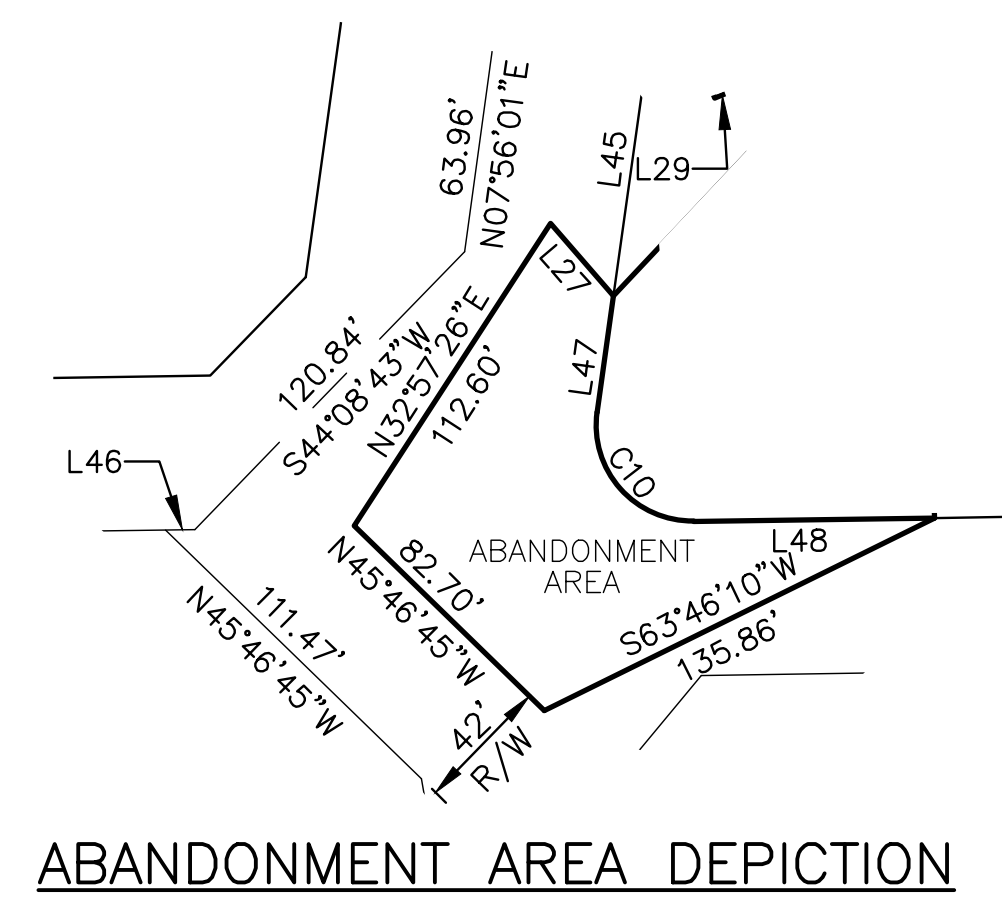 63.96'
N07°56'01"E
L45
L29
L27
120.84'
S44°08'43"W
N32°57'26"E
112.60'
L47
L46
C10
82.70'
N45°46'45"W
ABANDONMENT
AREA
L48
S63°46'10"W
135.86'
111.47'
N45°46'45"W
42'
R/W
ABANDONMENT AREA DEPICTION